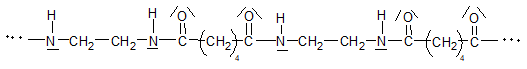 H H O O H H O O
··· — N — CH₂ — CH₂ — N — C —( CH₂ )₄ C — N — CH₂ — CH₂ — N — C —( CH₂ )₄ C — ···